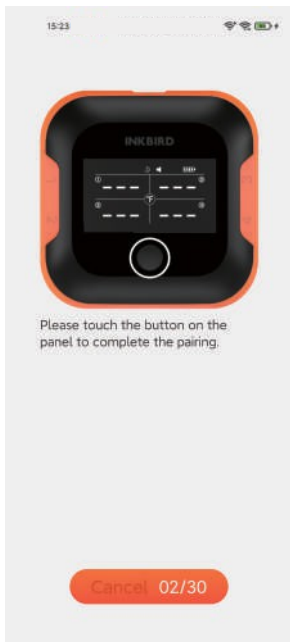 15:23
INKBIRD
--- ---
°F
--- ---
Please touch the button on the
panel to complete the pairing.
Cancel 02/30